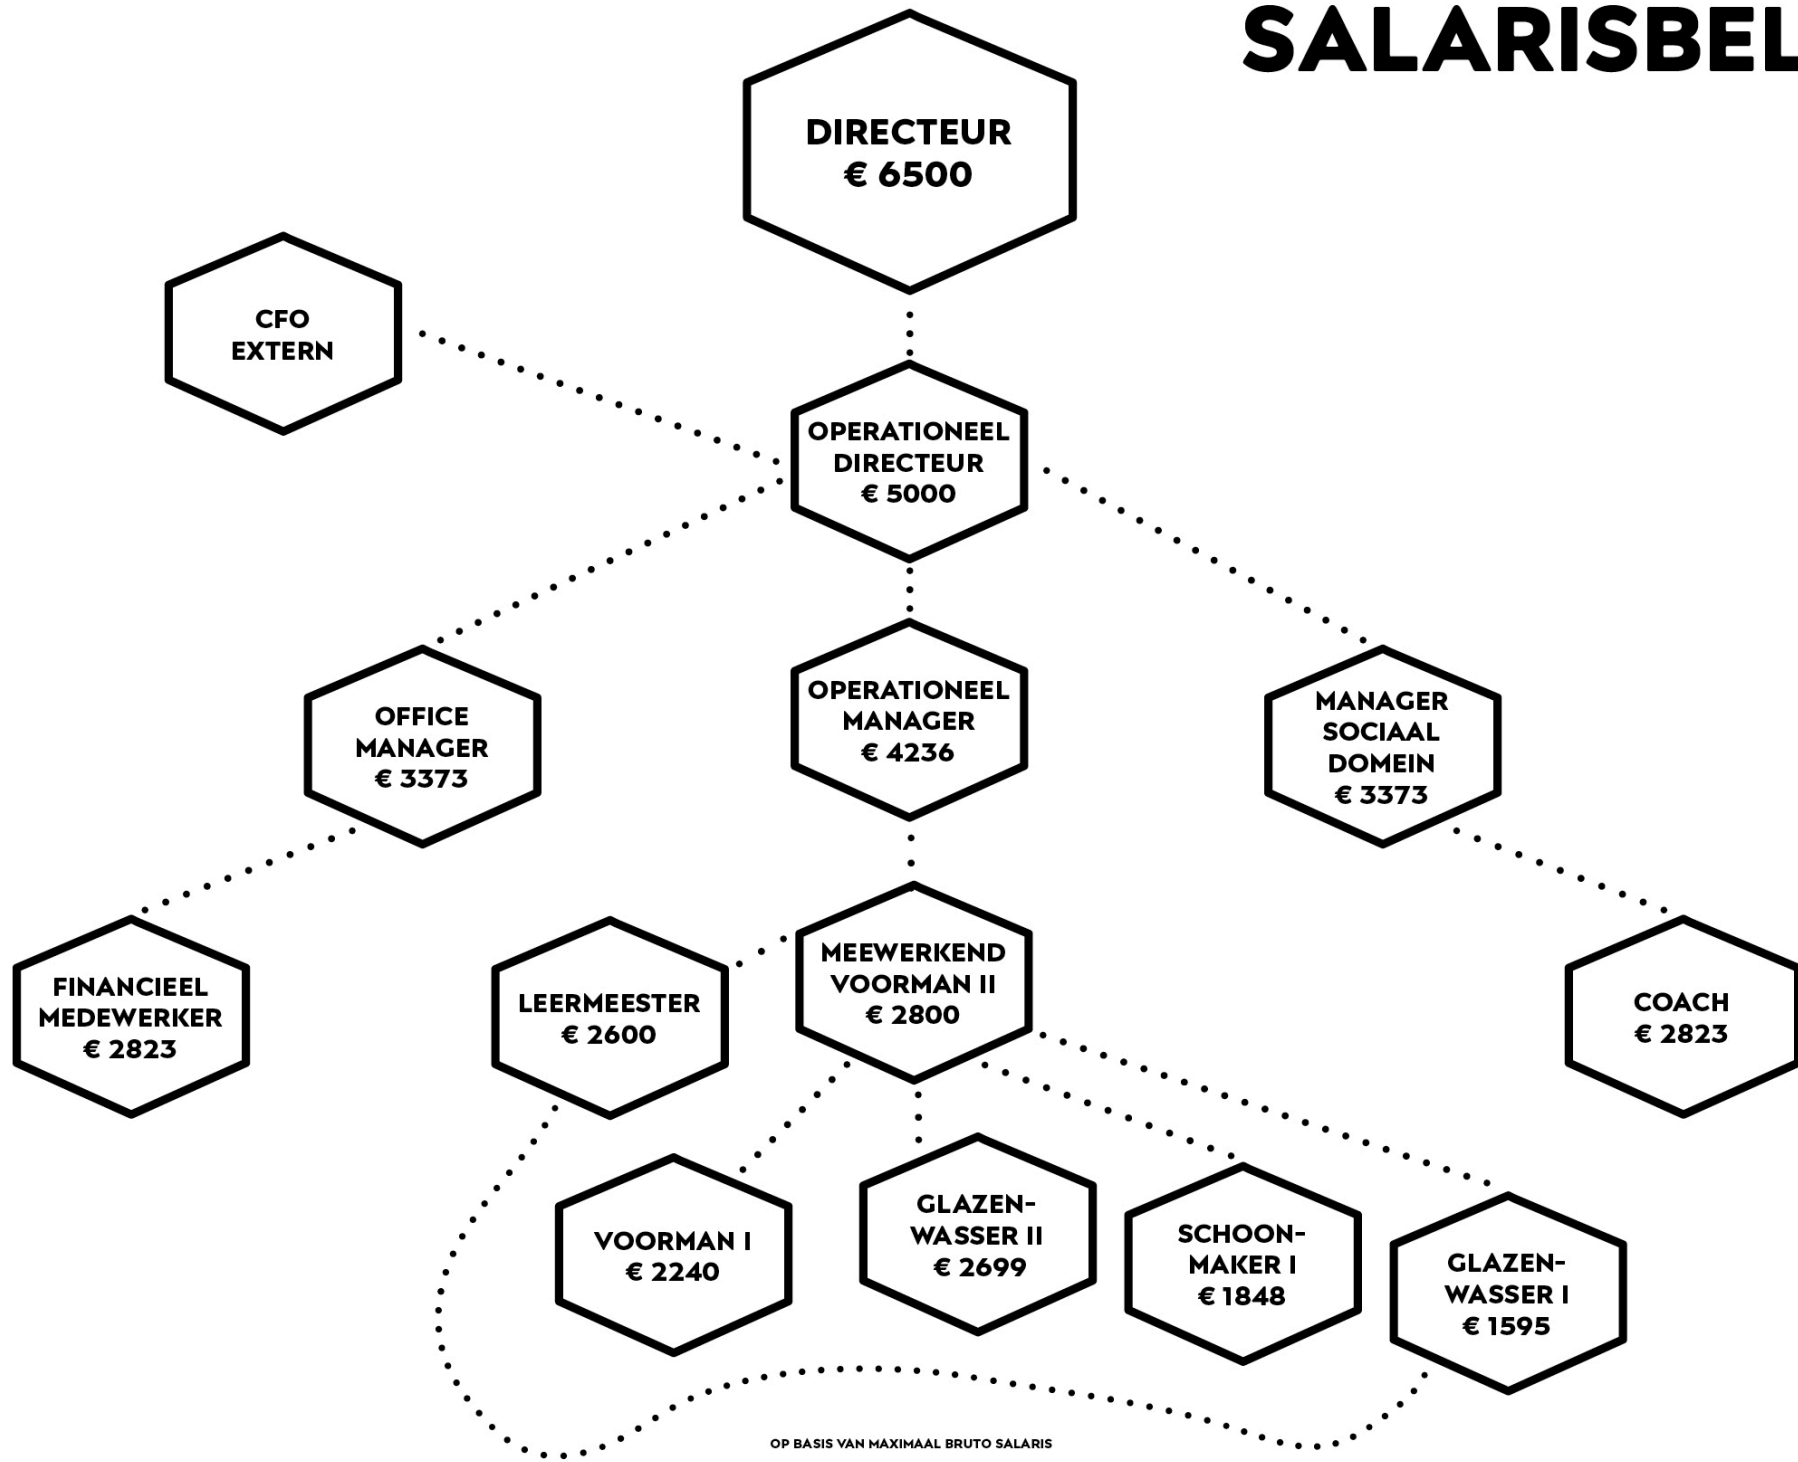 SALARISBEL
DIRECTEUR
€ 6500
CFO
EXTERN
OPERATIONEEL
DIRECTEUR
€ 5000
OFFICE
MANAGER
€ 3373
OPERATIONEEL
MANAGER
€ 4236
MANAGER
SOCIAAL
DOMEIN
€ 3373
FINANCIEEL
MEDEWERKER
€ 2823
LEERMEESTER
€ 2600
MEEWERKEND
VOORMAN II
€ 2800
COACH
€ 2823
VOORMAN I
€ 2240
GLAZEN-
WASSER II
€ 2699
SCHOON-
MAKER I
€ 1848
GLAZEN-
WASSER I
€ 1595
OP BASIS VAN MAXIMAAL BRUTO SALARIS